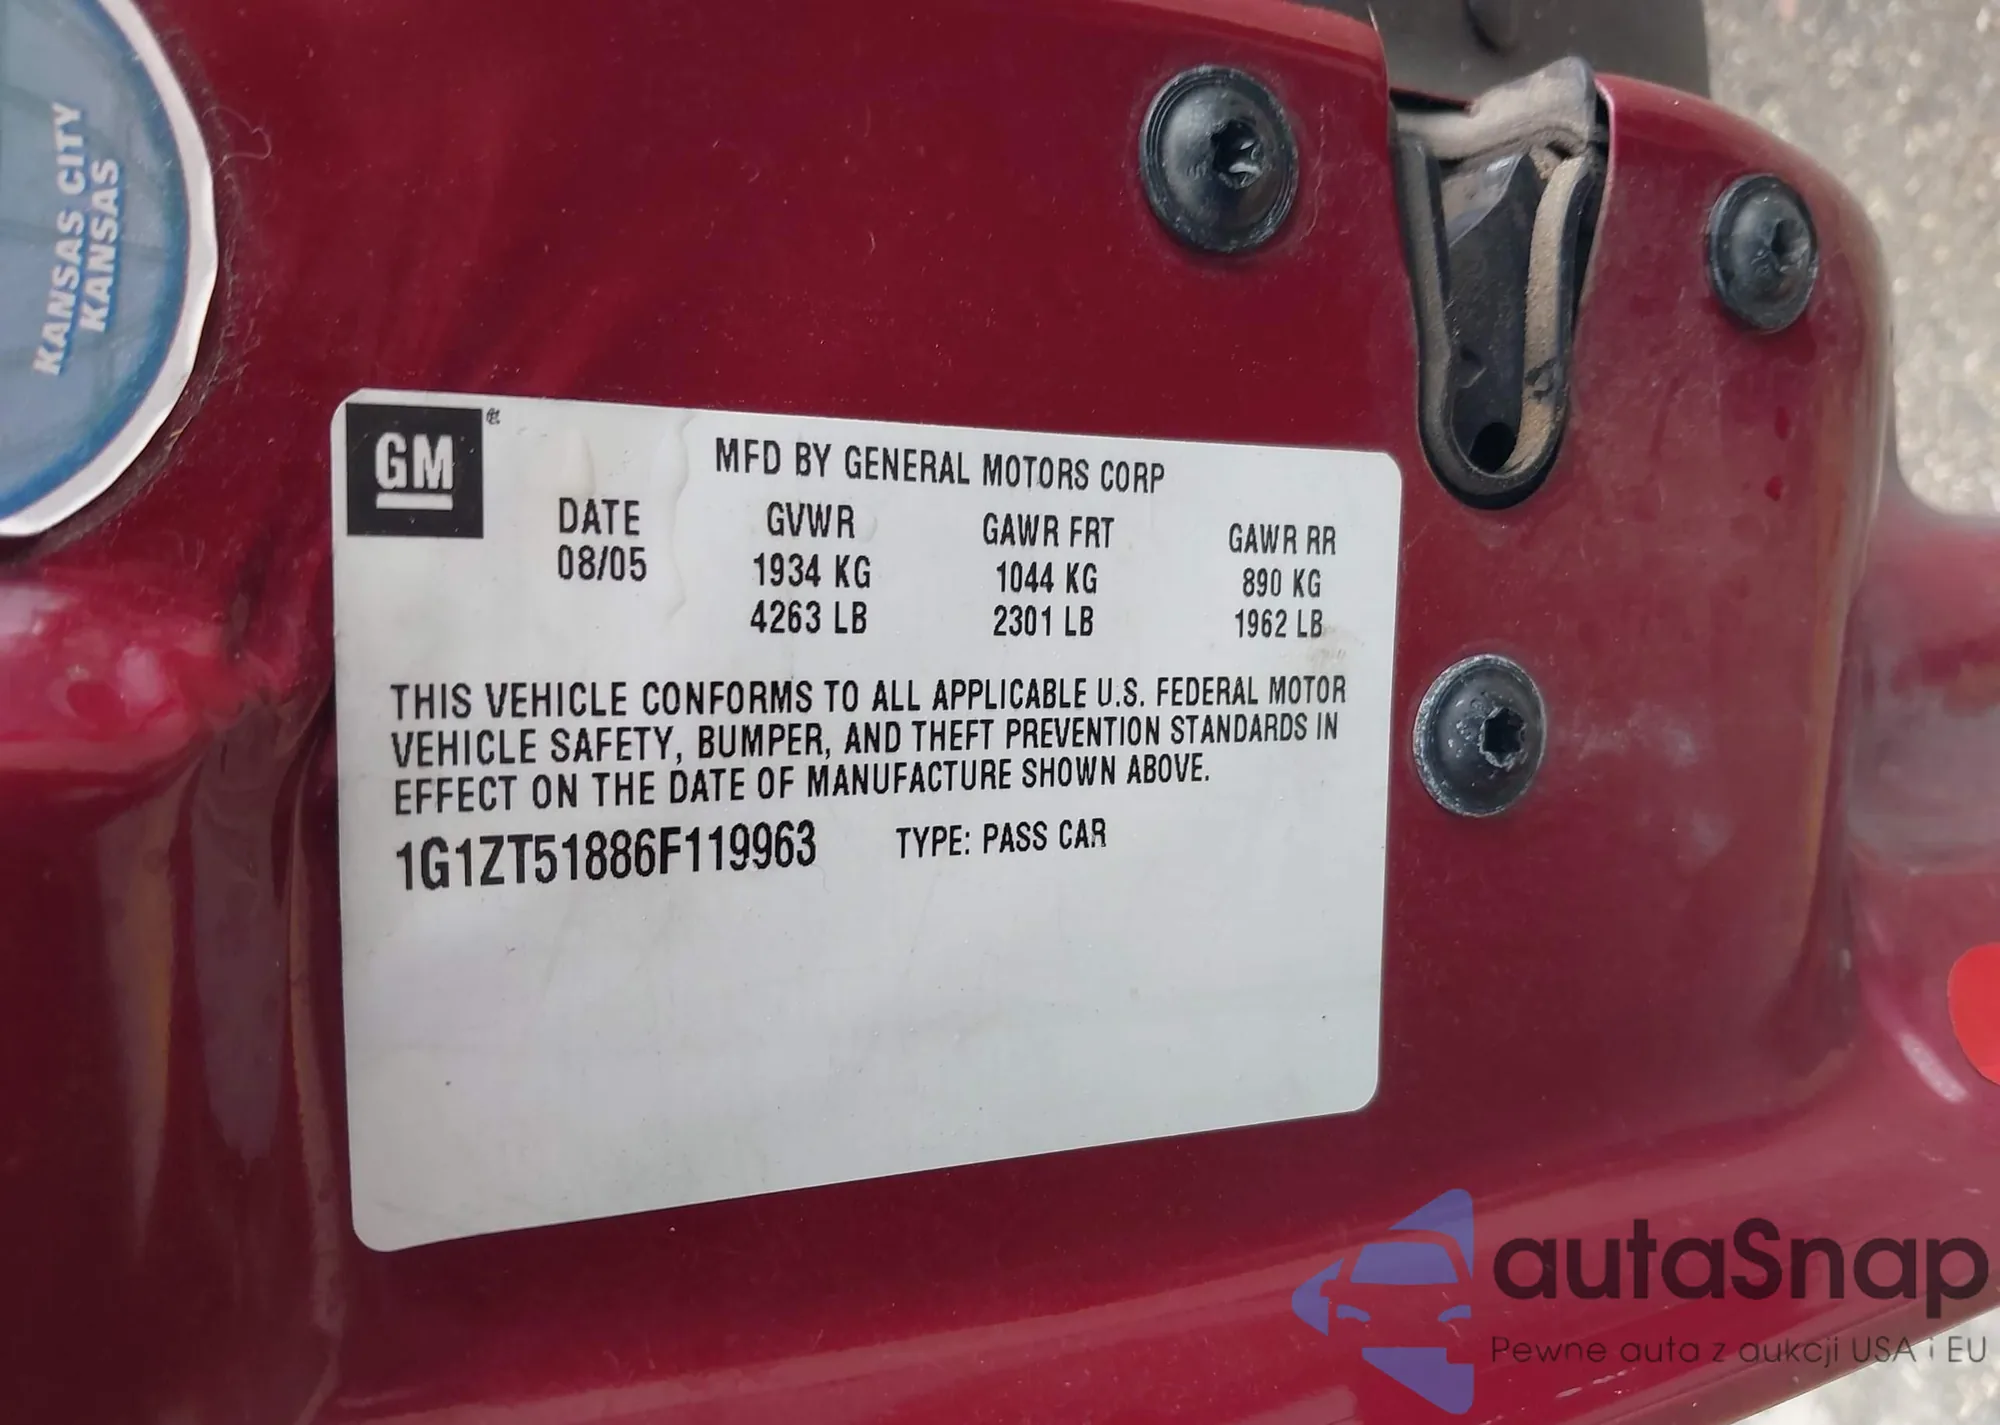 KANSAS CITY
KANSAS
GM®
MFD BY GENERAL MOTORS CORP
DATE GVWR GAWR FRT GAWR RR
08/05 1934 KG 1044 KG 890 KG
4263 LB 2301 LB 1962 LB
THIS VEHICLE CONFORMS TO ALL APPLICABLE U.S. FEDERAL MOTOR
VEHICLE SAFETY, BUMPER, AND THEFT PREVENTION STANDARDS IN
EFFECT ON THE DATE OF MANUFACTURE SHOWN ABOVE.
1G1ZT51886F119963 TYPE: PASS CAR
autaSnap
Pewne auta z aukcji USA i EU